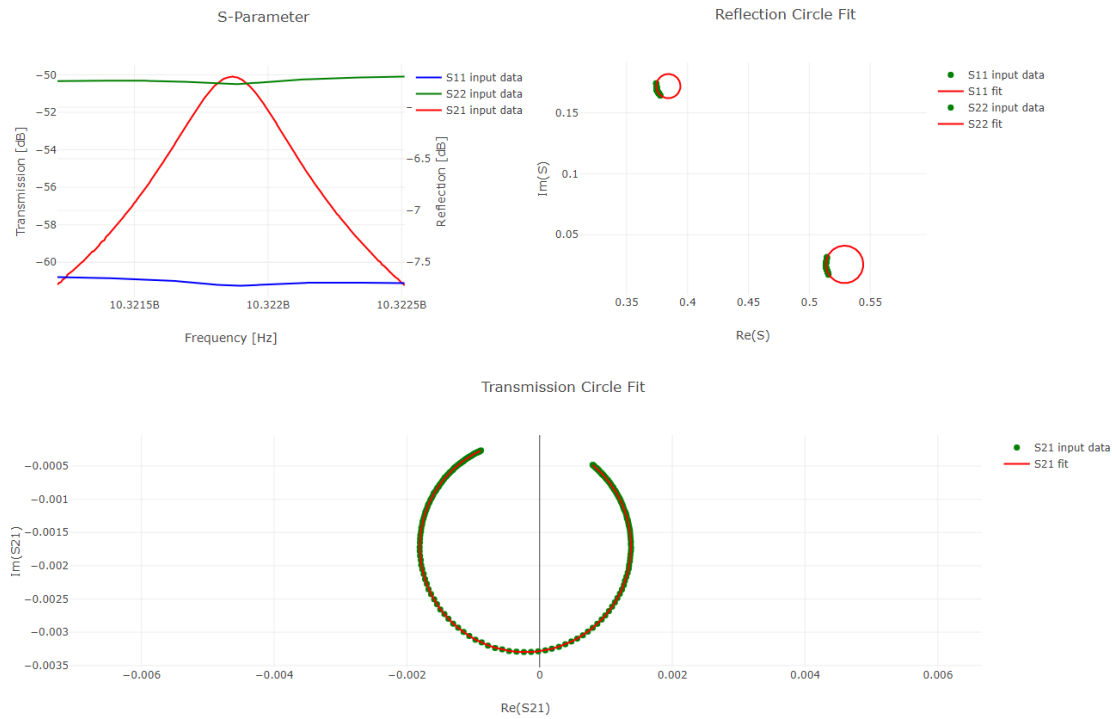 S-Parameter
−50
−52
−54
−56
−58
−60
Transmission [dB]
−6.5
−7
−7.5
Reflection [dB]
10.3215B
10.322B
10.3225B
Frequency [Hz]
S11 input data
S22 input data
S21 input data
Reflection Circle Fit
0.15
0.1
0.05
Im(S)
0.35
0.4
0.45
0.5
0.55
Re(S)
S11 input data
S11 fit
S22 input data
S22 fit
Transmission Circle Fit
−0.0005
−0.001
−0.0015
−0.002
−0.0025
−0.003
−0.0035
Im(S21)
−0.006
−0.004
−0.002
0
0.002
0.004
0.006
Re(S21)
S21 input data
S21 fit